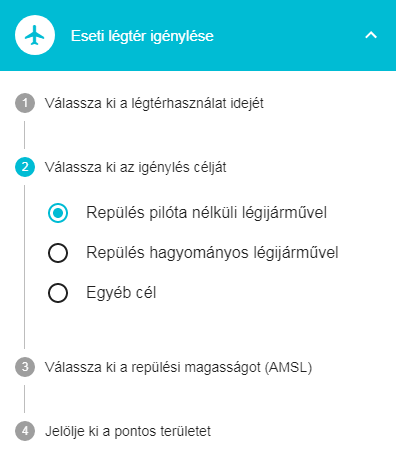 Eseti légtér igénylése
1 Válassza ki a légtérhasználat idejét
2 Válassza ki az igénylés célját
Repülés pilóta nélküli légijárművel
Repülés hagyományos légijárművel
Egyéb cél
3 Válassza ki a repülési magasságot (AMSL)
4 Jelölje ki a pontos területet